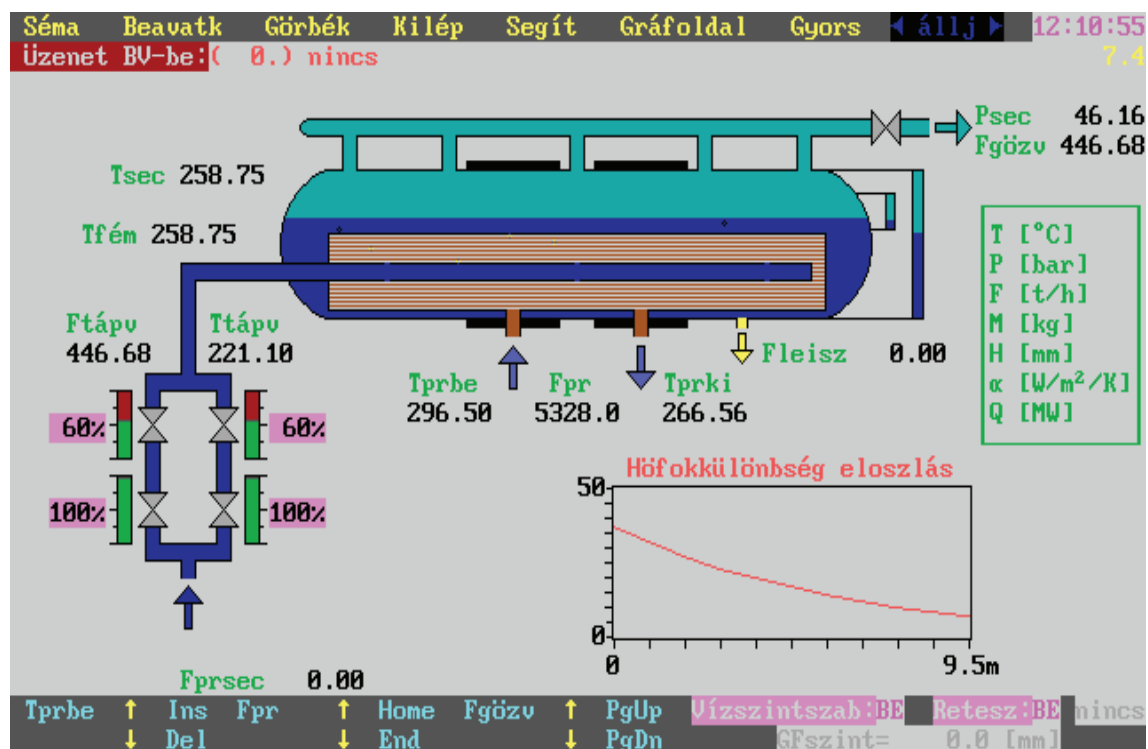 Séma Beavatk Görbék Kilép Segít Gráfoldal Gyors állj 12:10:55
Üzenet BV-be:( 0.) nincs 7.4
Psec 46.16
Fgözv 446.68
Tsec 258.75
Tfém 258.75
T [°C]
P [bar]
F [t/h]
M [kg]
H [mm]
α [W/m²/K]
Q [MW]
Ftápv Ttápv
446.68 221.10
Fleisz 0.00
Tprbe Fpr Tprki
296.50 5328.0 266.56
60% 60%
100% 100%
Höfokkülönbség eloszlás
50
0
0 9.5m
Fprsec 0.00
Tprbe ↑ Ins Fpr ↑ Home Fgözv ↑ PgUp Vízszintszab:BE Retesz:BE nincs
↓ Del ↓ End ↓ PgDn GFszint= 0.0 [mm]